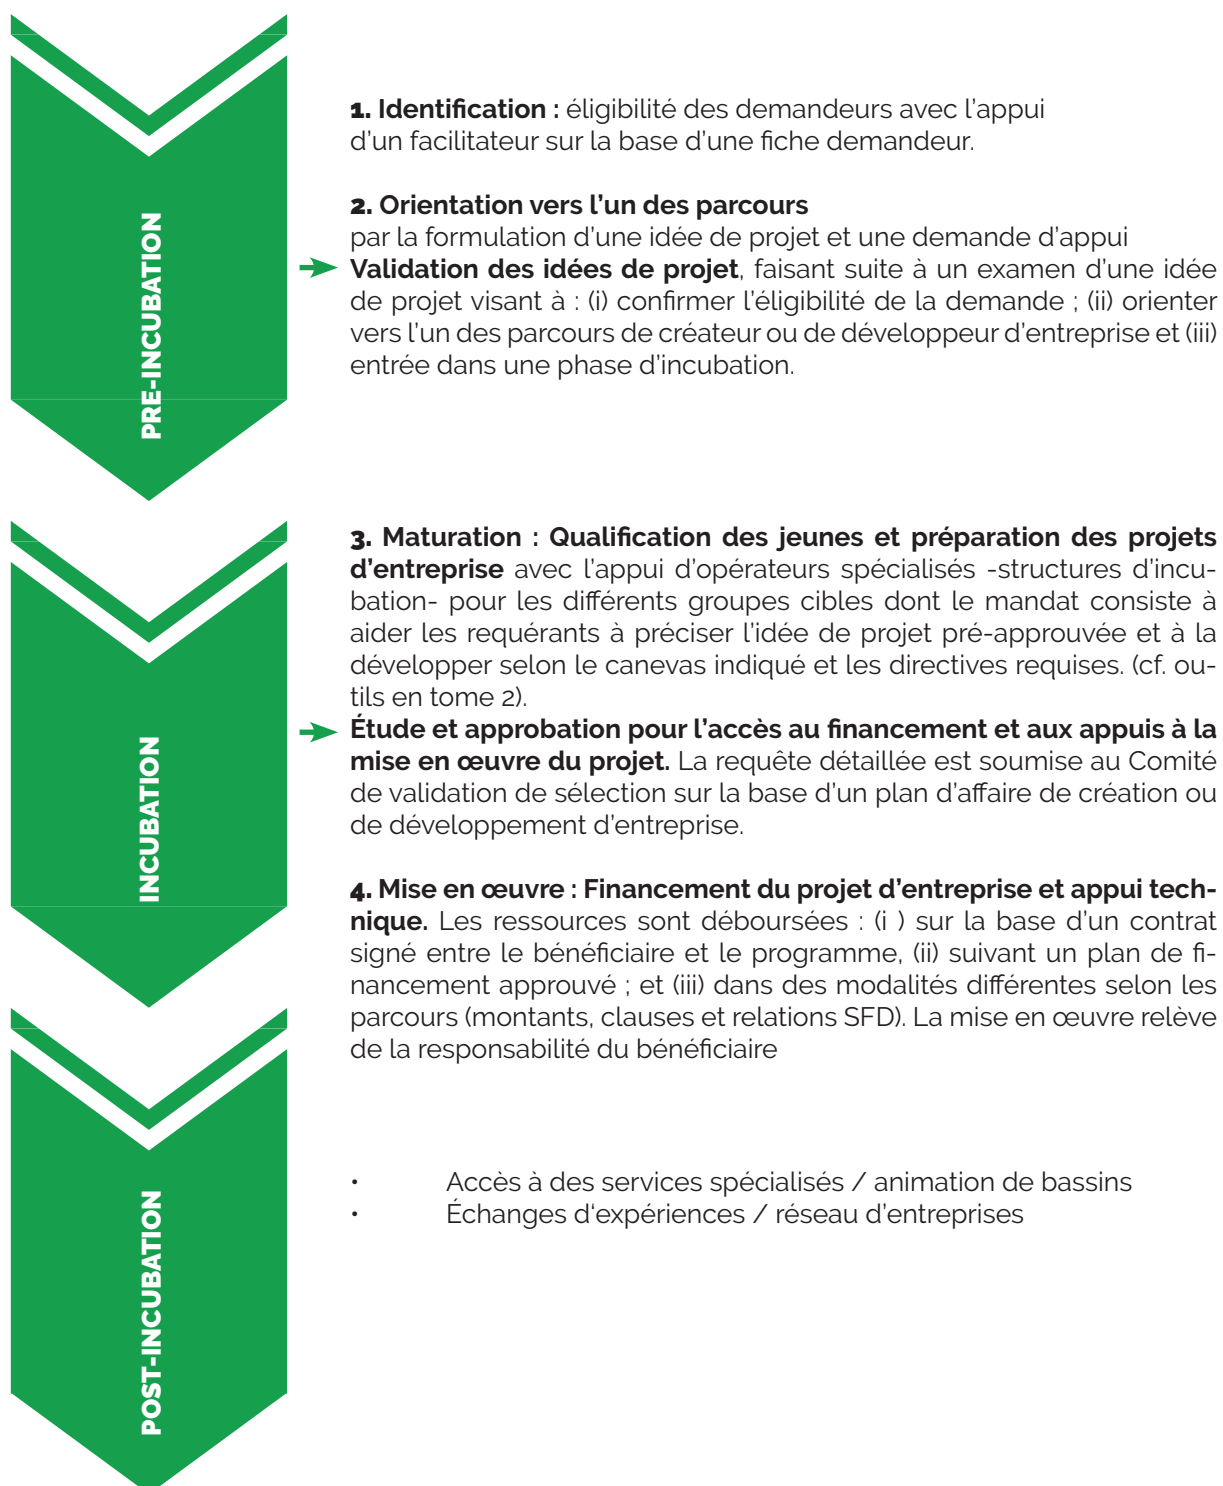 PRE-INCUBATION
1. Identification : éligibilité des demandeurs avec l'appui
d'un facilitateur sur la base d'une fiche demandeur.
2. Orientation vers l'un des parcours
par la formulation d'une idée de projet et une demande d'appui
Validation des idées de projet, faisant suite à un examen d'une idée
de projet visant à : (i) confirmer l'éligibilité de la demande ; (ii) orienter
vers l'un des parcours de créateur ou de développeur d'entreprise et (iii)
entrée dans une phase d'incubation.
INCUBATION
3. Maturation : Qualification des jeunes et préparation des projets
d'entreprise avec l'appui d'opérateurs spécialisés -structures d'incu-
bation- pour les différents groupes cibles dont le mandat consiste à
aider les requérants à préciser l'idée de projet pré-approuvée et à la
développer selon le canevas indiqué et les directives requises. (cf. ou-
tils en tome 2).
Étude et approbation pour l'accès au financement et aux appuis à la
mise en œuvre du projet. La requête détaillée est soumise au Comité
de validation de sélection sur la base d'un plan d'affaire de création ou
de développement d'entreprise.
4. Mise en œuvre : Financement du projet d'entreprise et appui tech-
nique. Les ressources sont déboursées : (i ) sur la base d'un contrat
signé entre le bénéficiaire et le programme, (ii) suivant un plan de fi-
nancement approuvé ; et (iii) dans des modalités différentes selon les
parcours (montants, clauses et relations SFD). La mise en œuvre relève
de la responsabilité du bénéficiaire
POST-INCUBATION
• Accès à des services spécialisés / animation de bassins
• Échanges d‘expériences / réseau d'entreprises